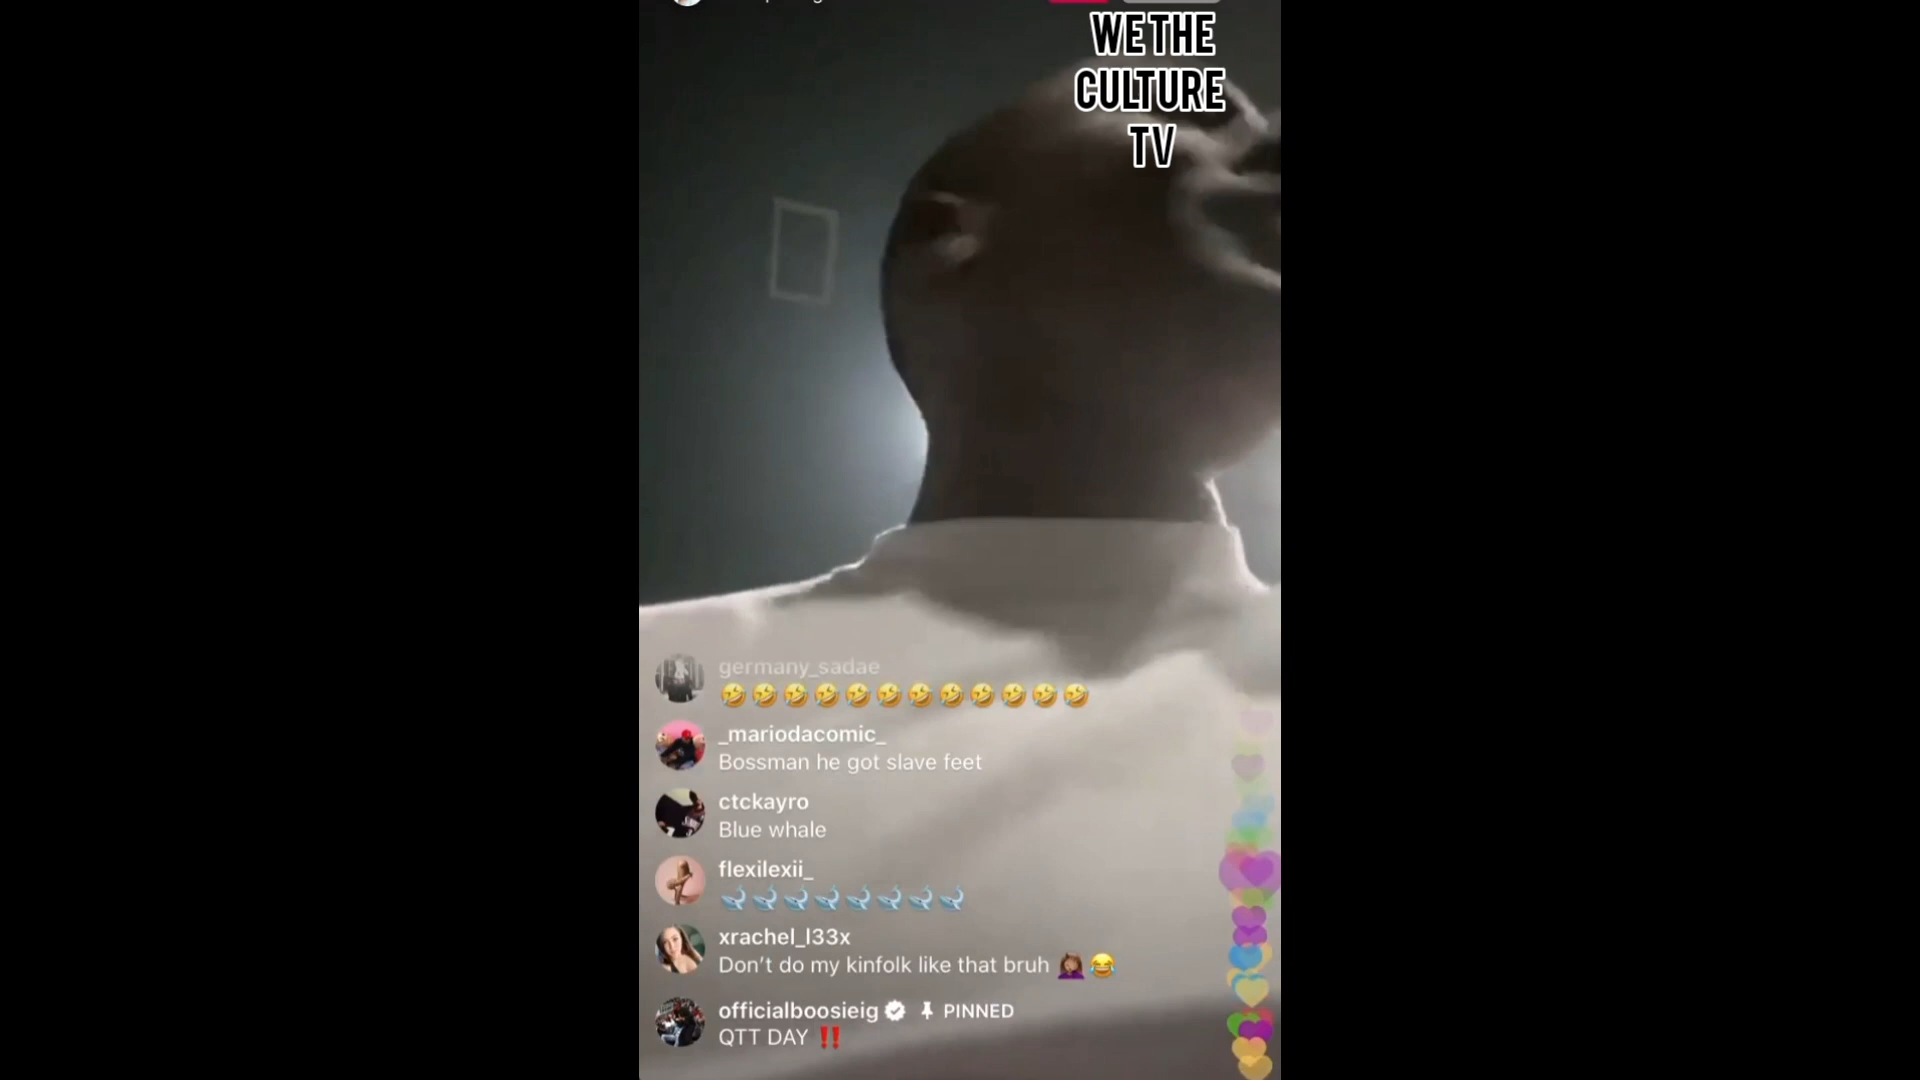 WE THE
CULTURE
TV
germany_sadae
🤣🤣🤣🤣🤣🤣🤣🤣🤣🤣🤣🤣
_mariodacomic_
Bossman he got slave feet
ctckayro
Blue whale
flexilexii_
🐋🐋🐋🐋🐋🐋🐋🐋
xrachel_l33x
Don't do my kinfolk like that bruh 🤦🏾‍♀️😂
officialboosieig PINNED
QTT DAY ‼️